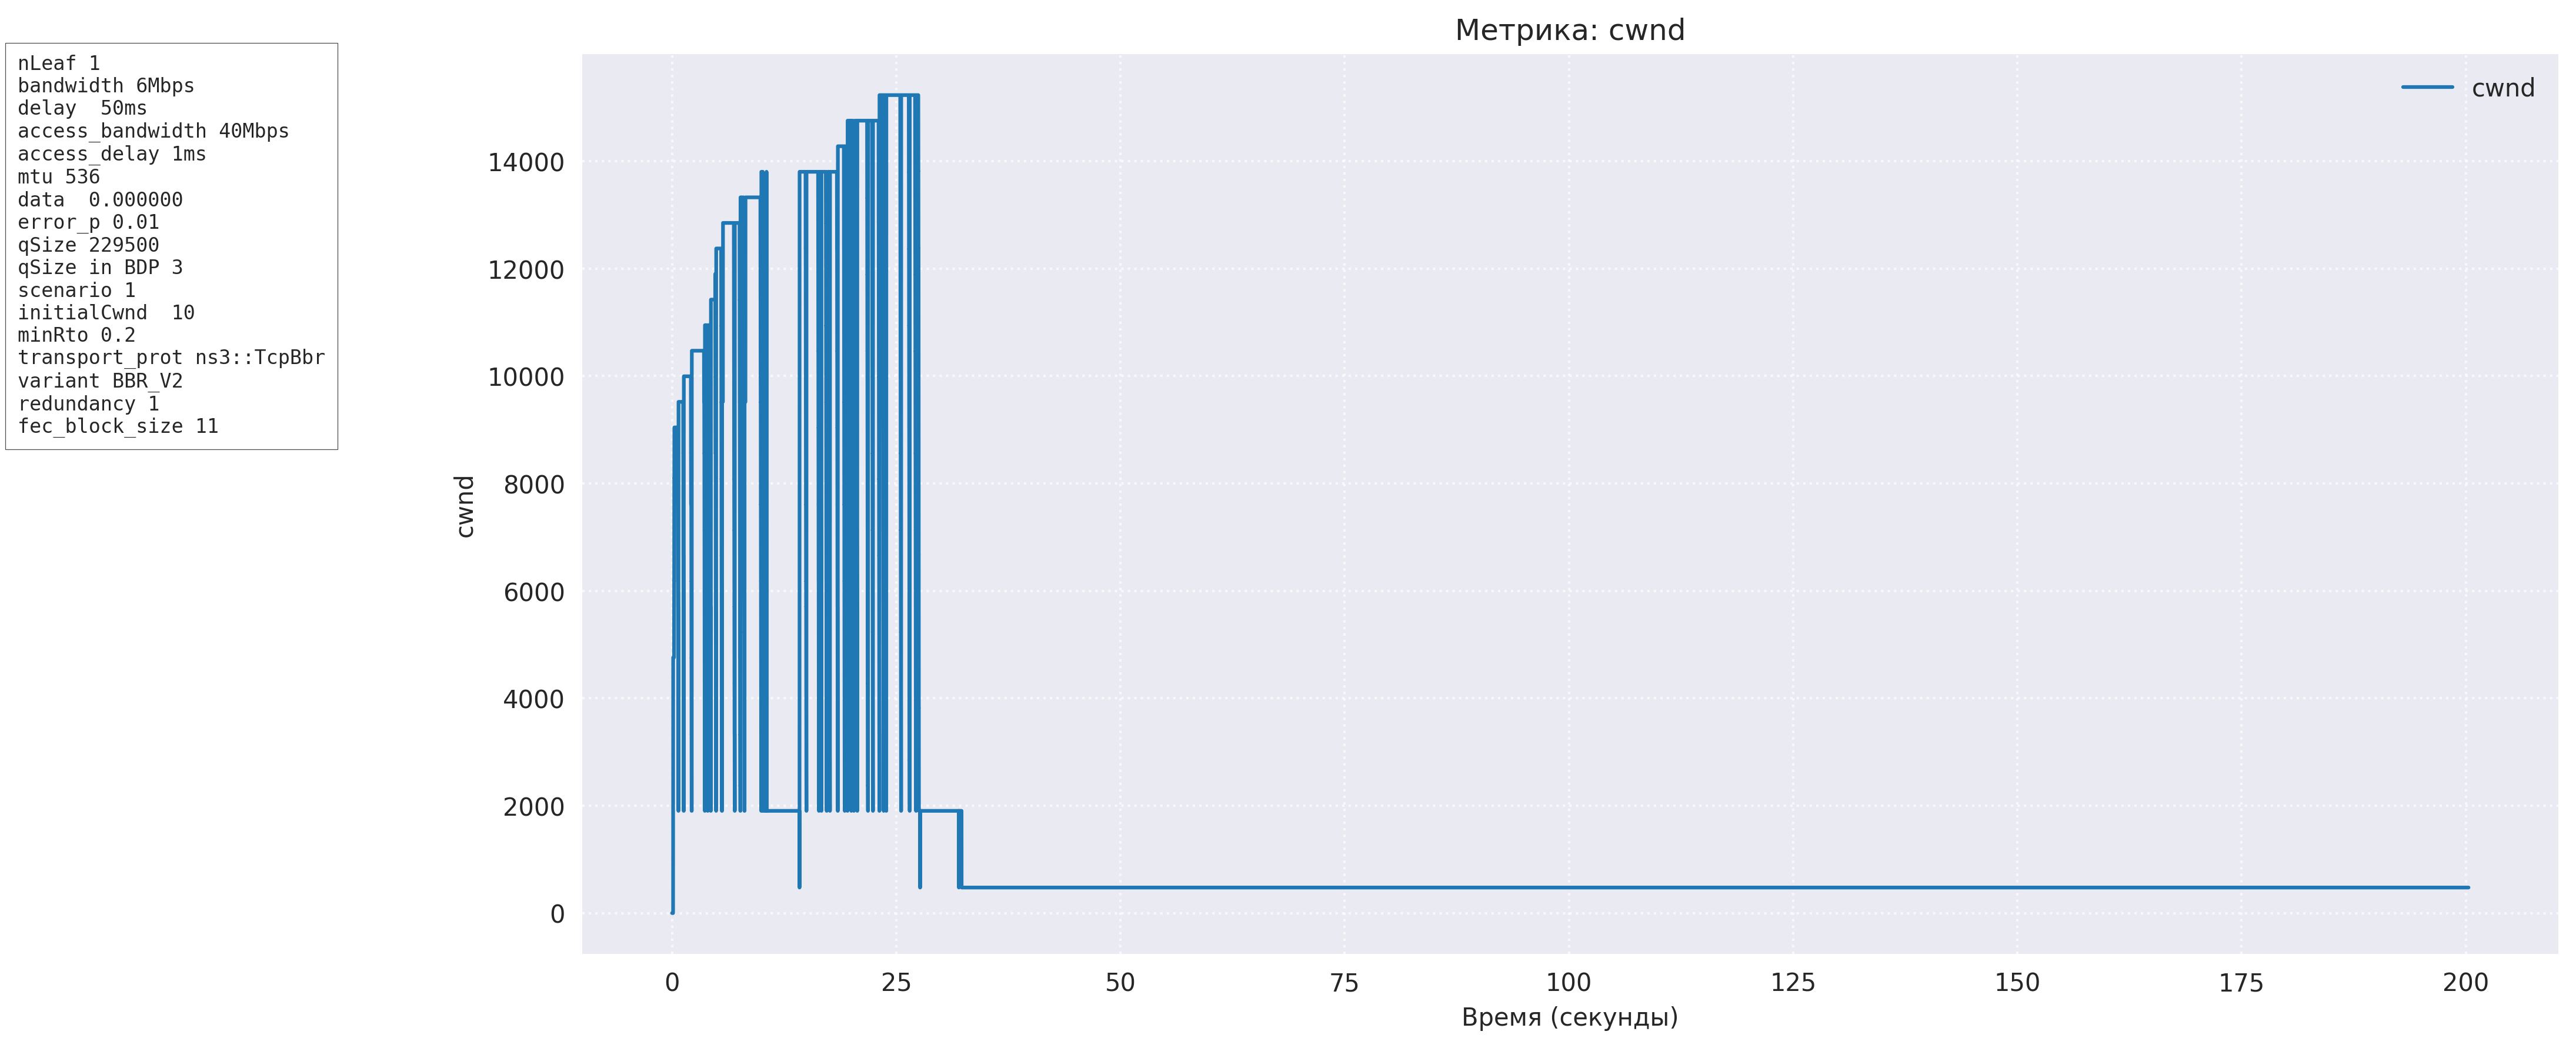 Метрика: cwnd
nLeaf 1
bandwidth 6Mbps
delay  50ms
access_bandwidth 40Mbps
access_delay 1ms
mtu 536
data  0.000000
error_p 0.01
qSize 229500
qSize in BDP 3
scenario 1
initialCwnd  10
minRto 0.2
transport_prot ns3::TcpBbr
variant BBR_V2
redundancy 1
fec_block_size 11
cwnd
14000
12000
10000
8000
6000
4000
2000
0
cwnd
0 25 50 75 100 125 150 175 200
Время (секунды)